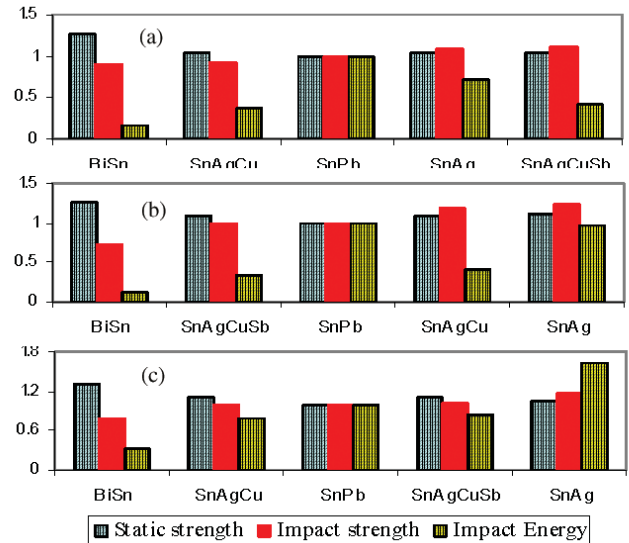 1.5
(a)
1
0.5
0
BiSn SnAgCu SnPb SnAg SnAgCuSb
1.5
(b)
1
0.5
0
BiSn SnAgCuSb SnPb SnAgCu SnAg
1.8
(c)
1.2
0.6
0
BiSn SnAgCu SnPb SnAgCuSb SnAg
Static strength Impact strength Impact Energy